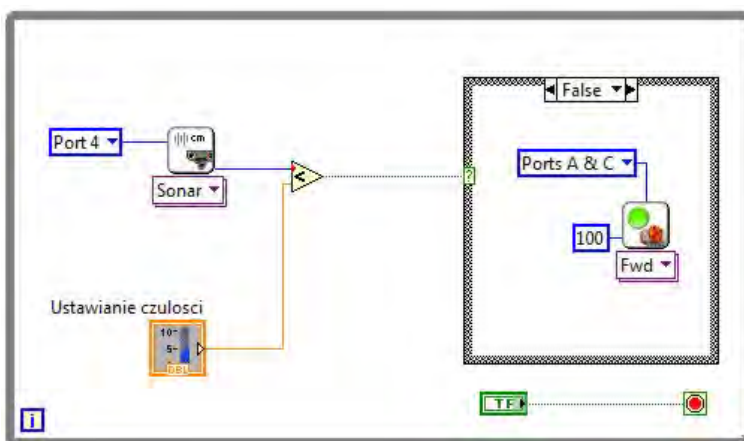 False
Port 4
cm
Sonar
<
?
Ports A & C
100
Fwd
Ustawianie czulosci
10-
5-
DBL
TF
i